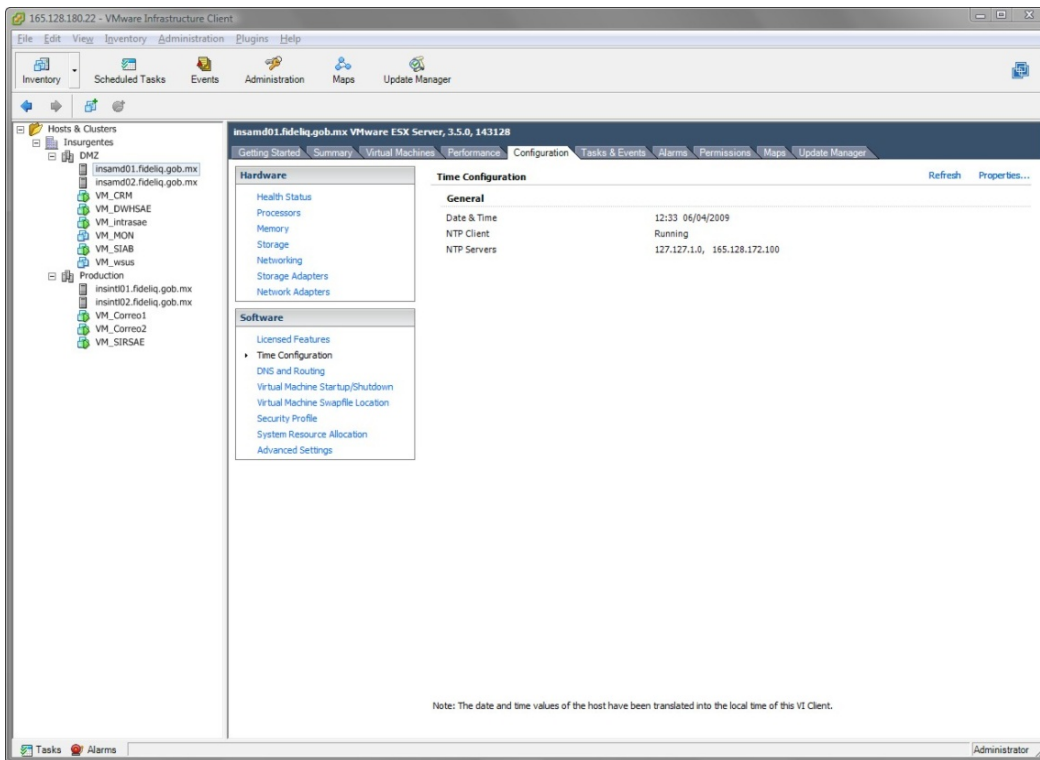 165.128.180.22 - VMware Infrastructure Client
File Edit View Inventory Administration Plugins Help
Inventory Scheduled Tasks Events Administration Maps Update Manager
Hosts & Clusters
Insurgentes
DMZ
insamd01.fideliq.gob.mx
insamd02.fideliq.gob.mx
VM_CRM
VM_DWHSAE
VM_intrasae
VM_MON
VM_SIAB
VM_wsus
Production
insintl01.fideliq.gob.mx
insintl02.fideliq.gob.mx
VM_Correo1
VM_Correo2
VM_SIRSAE
insamd01.fideliq.gob.mx VMware ESX Server, 3.5.0, 143128
Getting Started Summary Virtual Machines Performance Configuration Tasks & Events Alarms Permissions Maps Update Manager
Hardware
Health Status
Processors
Memory
Storage
Networking
Storage Adapters
Network Adapters
Software
Licensed Features
Time Configuration
DNS and Routing
Virtual Machine Startup/Shutdown
Virtual Machine Swapfile Location
Security Profile
System Resource Allocation
Advanced Settings
Time Configuration Refresh Properties...
General
Date & Time 12:33 06/04/2009
NTP Client Running
NTP Servers 127.127.1.0, 165.128.172.100
Note: The date and time values of the host have been translated into the local time of this VI Client.
Tasks Alarms Administrator